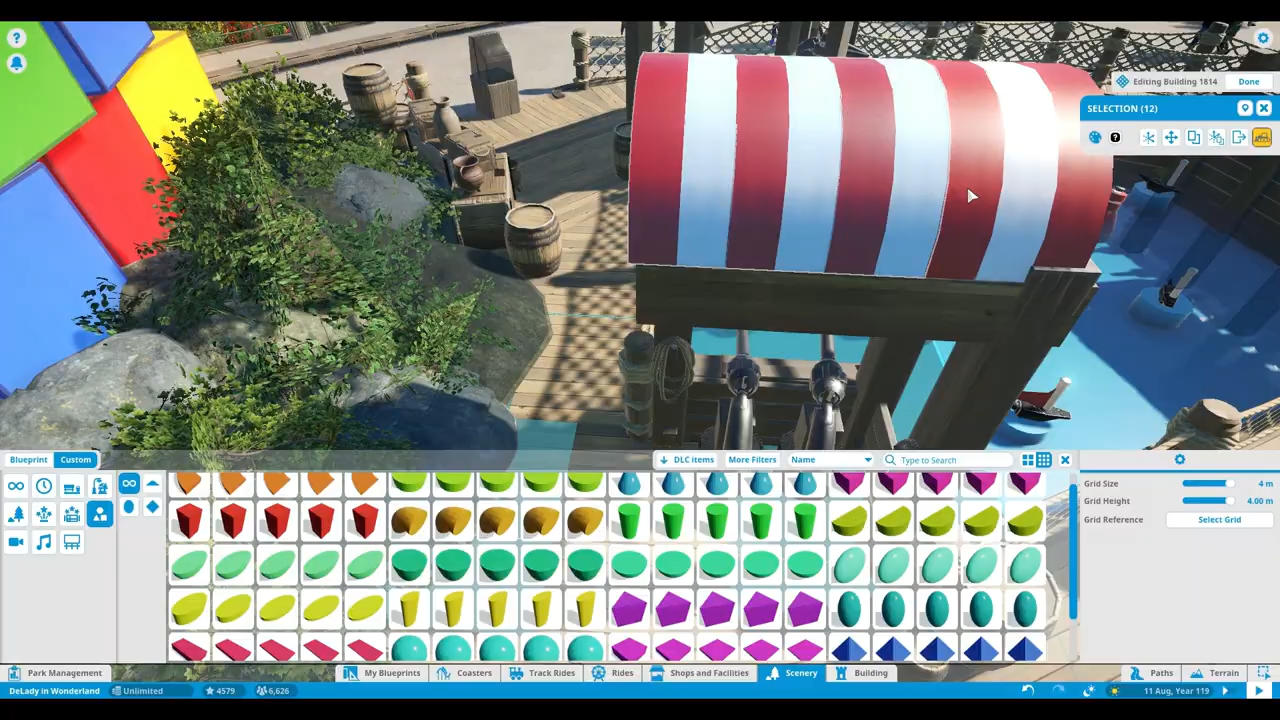 ?
Editing Building 1814 Done
SELECTION (12)
?
Blueprint Custom
DLC items More Filters Name Type to Search
Grid Size 4 m
Grid Height 4.00 m
Grid Reference Select Grid
Park Management My Blueprints Coasters Track Rides Rides Shops and Facilities Scenery Building Paths Terrain
DeLady in Wonderland Unlimited 4579 6,626 11 Aug, Year 119